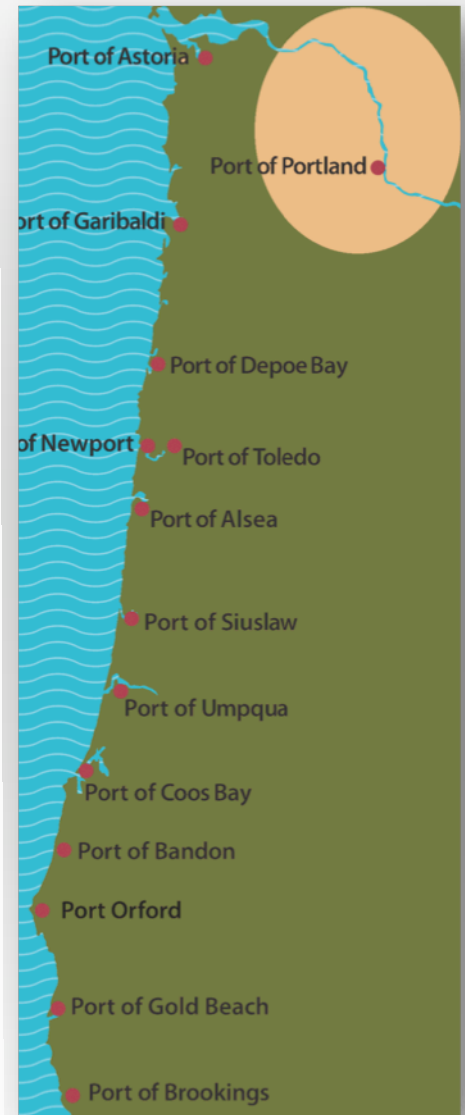 Port of Astoria
Port of Portland
ort of Garibaldi
Port of Depoe Bay
of Newport
Port of Toledo
Port of Alsea
Port of Siuslaw
Port of Umpqua
Port of Coos Bay
Port of Bandon
Port Orford
Port of Gold Beach
Port of Brookings